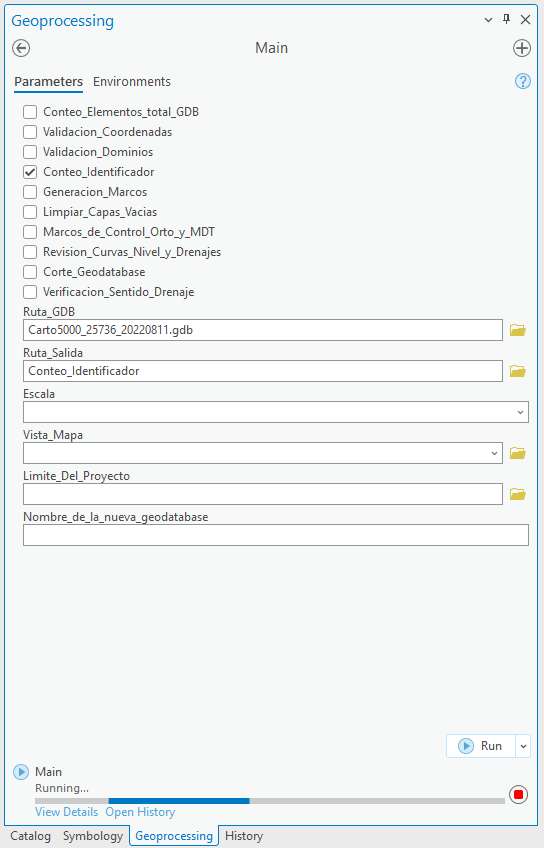 Geoprocessing
Main
Parameters Environments
Conteo_Elementos_total_GDB
Validacion_Coordenadas
Validacion_Dominios
Conteo_Identificador
Generacion_Marcos
Limpiar_Capas_Vacias
Marcos_de_Control_Orto_y_MDT
Revision_Curvas_Nivel_y_Drenajes
Corte_Geodatabase
Verificacion_Sentido_Drenaje
Ruta_GDB
Carto5000_25736_20220811.gdb
Ruta_Salida
Conteo_Identificador
Escala
Vista_Mapa
Limite_Del_Proyecto
Nombre_de_la_nueva_geodatabase
Run
Main
Running...
View Details Open History
Catalog Symbology Geoprocessing History